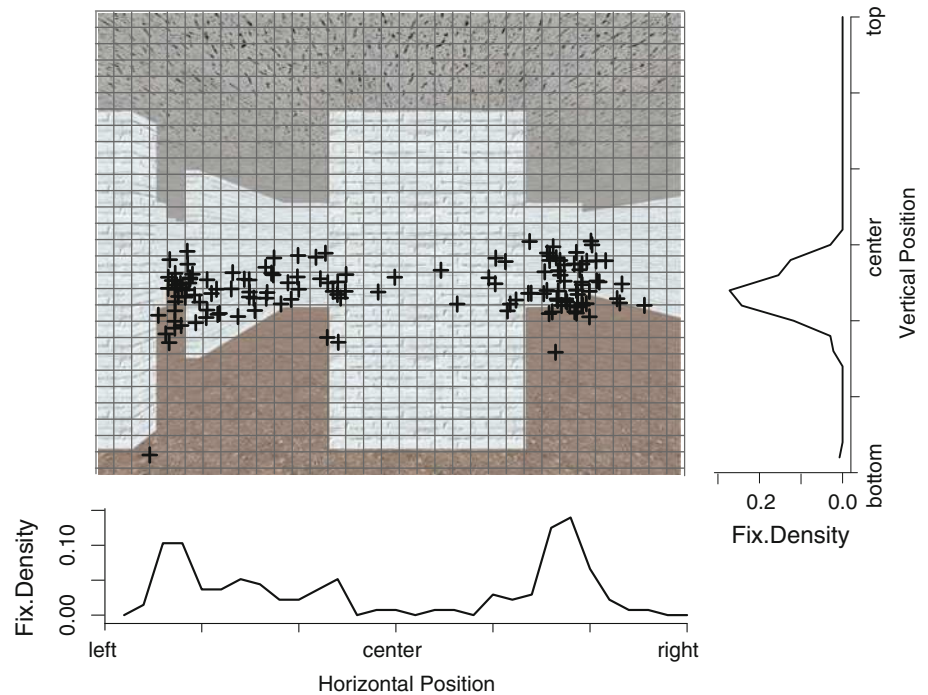 top
center
bottom
Vertical Position
0.2
0.0
Fix.Density
Fix.Density
0.10
0.00
left
center
right
Horizontal Position